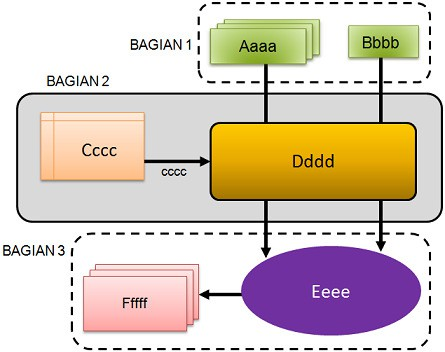 BAGIAN 1
Aaaa
Bbbb
BAGIAN 2
Cccc
cccc
Dddd
BAGIAN 3
Eeee
Fffff